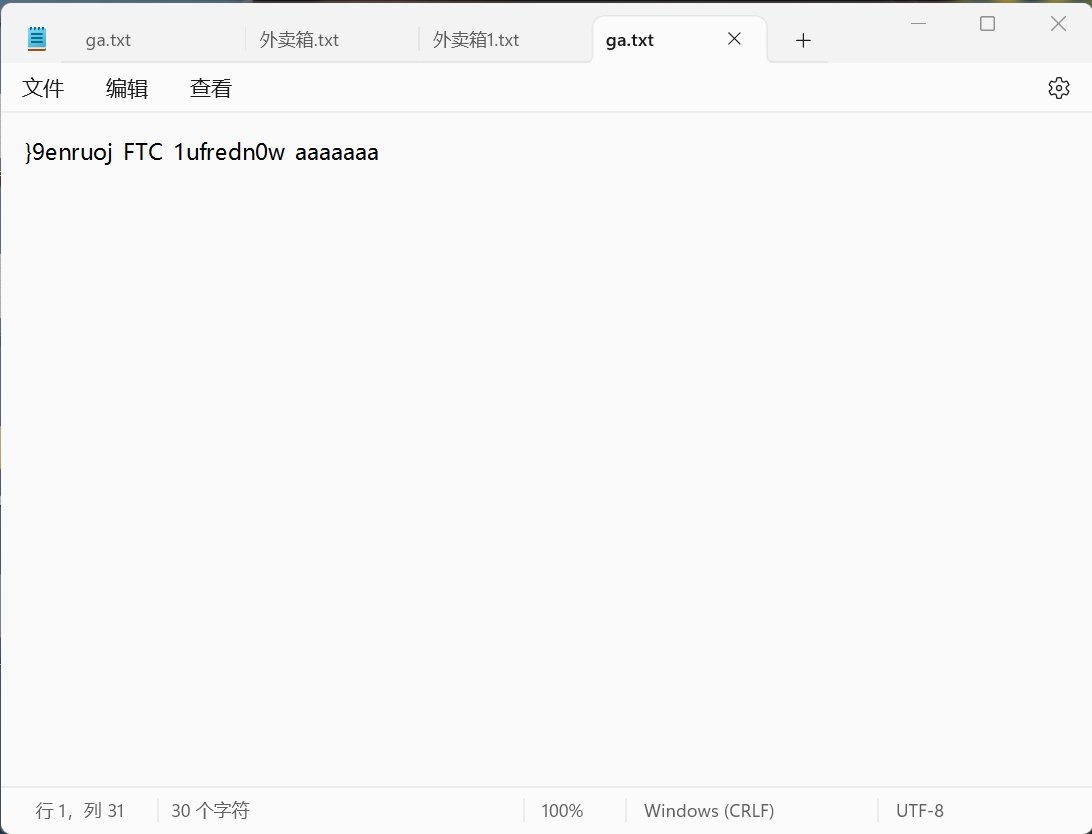 ga.txt 外卖箱.txt 外卖箱1.txt ga.txt
文件 编辑 查看
}9enruoj FTC 1ufredn0w aaaaaaa
行 1，列 31 30 个字符 100% Windows (CRLF) UTF-8